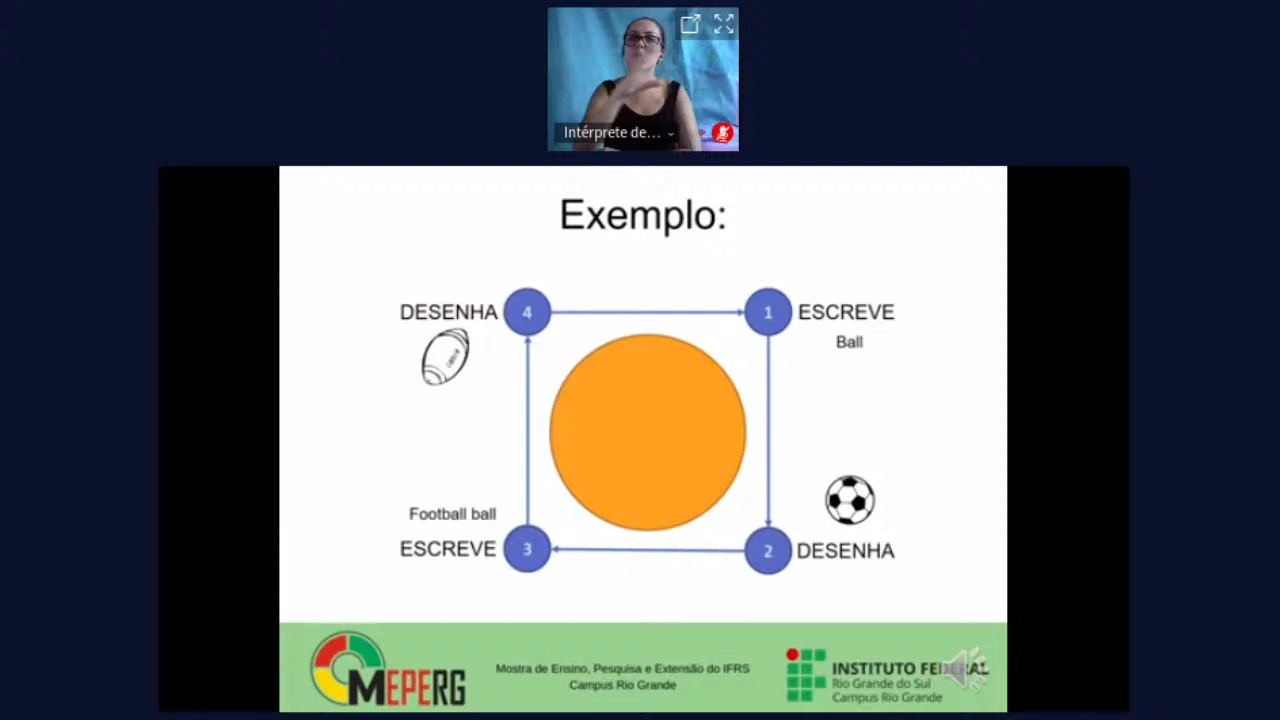 Intérprete de...
Exemplo:
DESENHA
4
1
ESCREVE
Ball
Football ball
ESCREVE
3
2
DESENHA
MEPERG
Mostra de Ensino, Pesquisa e Extensão do IFRS
Campus Rio Grande
INSTITUTO FEDERAL
Rio Grande do Sul
Campus Rio Grande